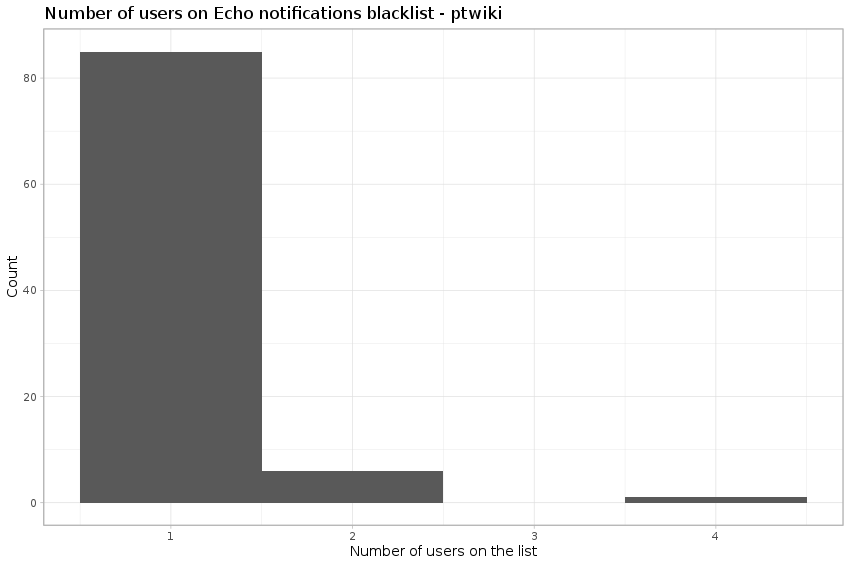 Number of users on Echo notifications blacklist - ptwiki
Count
80
60
40
20
0
1 2 3 4
Number of users on the list